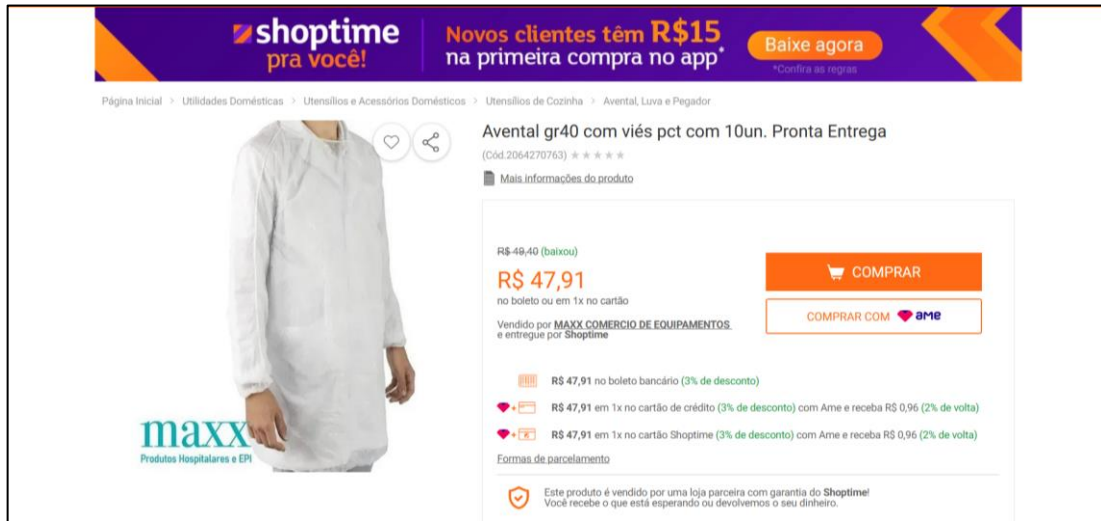 shoptime
pra você!
Novos clientes têm R$15
na primeira compra no app*
Baixe agora
*Confira as regras
Página Inicial > Utilidades Domésticas > Utensílios e Acessórios Domésticos > Utensílios de Cozinha > Avental, Luva e Pegador
Avental gr40 com viés pct com 10un. Pronta Entrega
(Cód.2064270763)
Mais informações do produto
R$ 49,40 (baixou)
R$ 47,91
no boleto ou em 1x no cartão
Vendido por MAXX COMERCIO DE EQUIPAMENTOS
e entregue por Shoptime
COMPRAR
COMPRAR COM ame
R$ 47,91 no boleto bancário (3% de desconto)
R$ 47,91 em 1x no cartão de crédito (3% de desconto) com Ame e receba R$ 0,96 (2% de volta)
R$ 47,91 em 1x no cartão Shoptime (3% de desconto) com Ame e receba R$ 0,96 (2% de volta)
Formas de parcelamento
Este produto é vendido por uma loja parceira com garantia do Shoptime!
Você recebe o que está esperando ou devolvemos o seu dinheiro.
maxx
Produtos Hospitalares e EPI